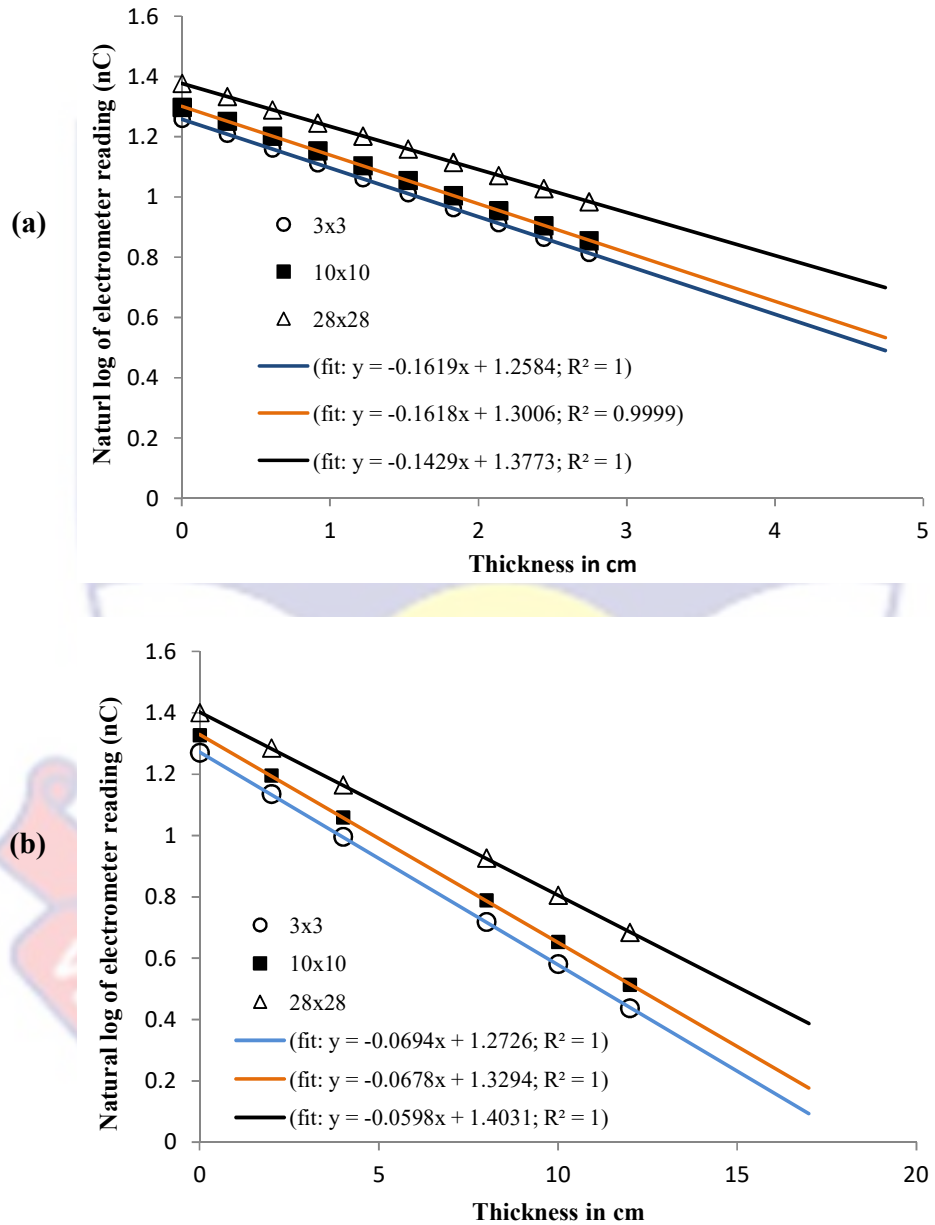 (a)
Naturl log of electrometer reading (nC)
1.6
1.4
1.2
1
0.8
0.6
0.4
0.2
0
3x3
10x10
28x28
(fit: y = -0.1619x + 1.2584; R² = 1)
(fit: y = -0.1618x + 1.3006; R² = 0.9999)
(fit: y = -0.1429x + 1.3773; R² = 1)
0 1 2 3 4 5
Thickness in cm
(b)
Natural log of electrometer reading (nC)
1.6
1.4
1.2
1
0.8
0.6
0.4
0.2
0
3x3
10x10
28x28
(fit: y = -0.0694x + 1.2726; R² = 1)
(fit: y = -0.0678x + 1.3294; R² = 1)
(fit: y = -0.0598x + 1.4031; R² = 1)
0 5 10 15 20
Thickness in cm